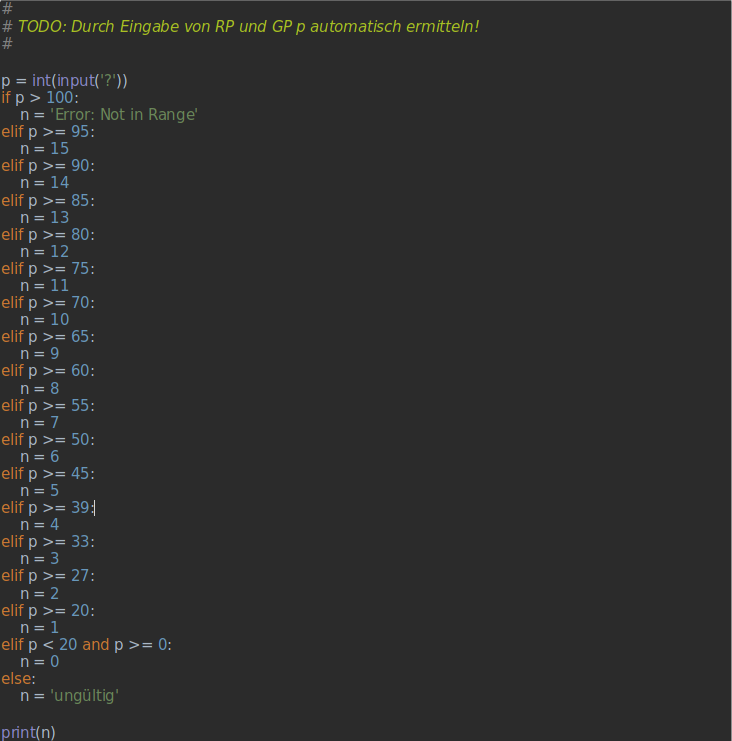 #
# TODO: Durch Eingabe von RP und GP p automatisch ermitteln!
#
p = int(input('?'))
if p > 100:
    n = 'Error: Not in Range'
elif p >= 95:
    n = 15
elif p >= 90:
    n = 14
elif p >= 85:
    n = 13
elif p >= 80:
    n = 12
elif p >= 75:
    n = 11
elif p >= 70:
    n = 10
elif p >= 65:
    n = 9
elif p >= 60:
    n = 8
elif p >= 55:
    n = 7
elif p >= 50:
    n = 6
elif p >= 45:
    n = 5
elif p >= 39:
    n = 4
elif p >= 33:
    n = 3
elif p >= 27:
    n = 2
elif p >= 20:
    n = 1
elif p < 20 and p >= 0:
    n = 0
else:
    n = 'ungültig'
print(n)